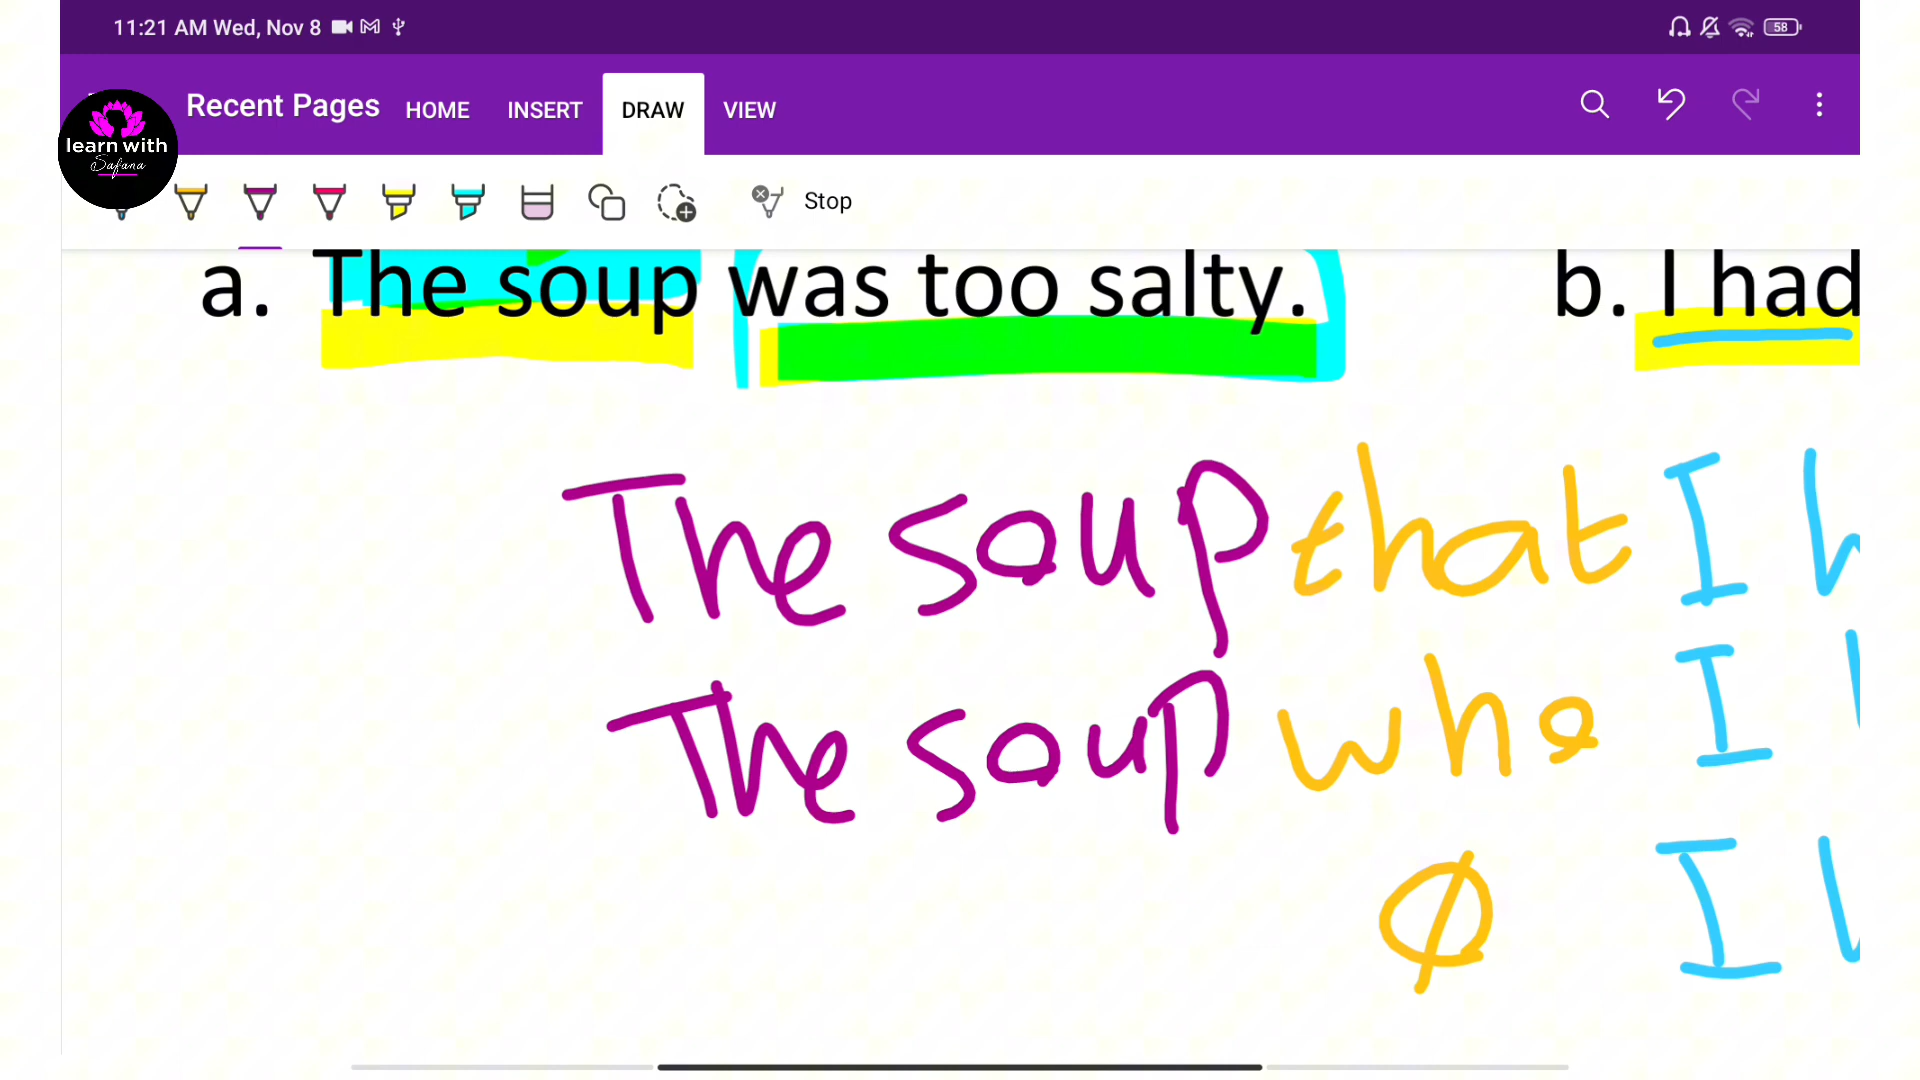 11:21 AM Wed, Nov 8
58
learn with
Safana
Recent Pages HOME INSERT DRAW VIEW
Stop
a. The soup was too salty. b. I had
The soup that I h
The soup who I
Ø I